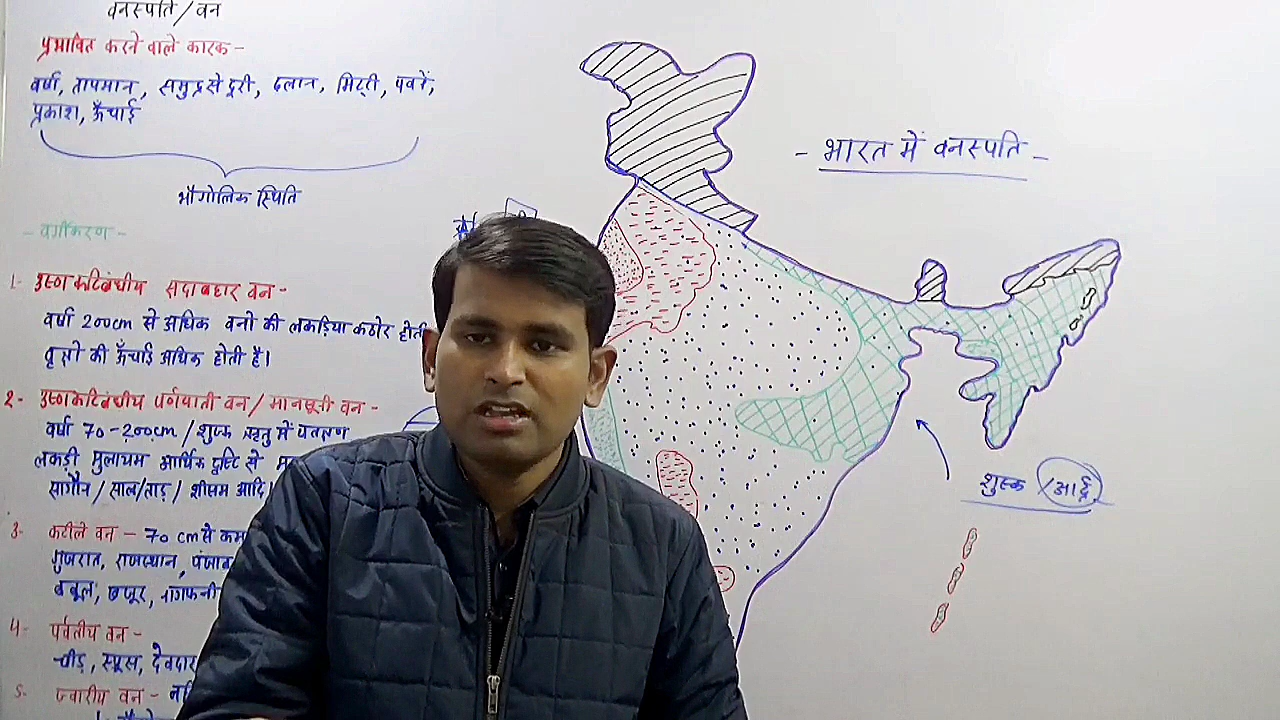 वनस्पति/वन
प्रभावित करने वाले कारक -
वर्षा, तापमान, समुद्र से दूरी, ढलान, मिट्टी, पवनें,
प्रकाश, ऊँचाई
भौगोलिक स्थिति
- भारत में वनस्पति -
- वर्गीकरण -
1- उष्ण कटिबंधीय सदाबहार वन -
वर्षा 200cm से अधिक वनो की लकड़िया कठोर होती
वृक्षो की ऊँचाई अधिक होती है।
2- उष्णकटिबंधीय पर्णपाती वन/मानसूनी वन -
वर्षा 70-200cm/शुष्क ऋतु में
लकड़ी मुलायम आर्थिक दृष्टि से
सागौन/साल/ताड़/शीसम आदि।
3- कटीले वन - 70 cm से कम
गुजरात, राजस्थान, पंजाब
बबूल, खजूर, नागफनी
4- पर्वतीय वन -
चीड़, स्प्रूस, देवदार
5- ज्वारीय वन -
शुस्क/आर्द्र